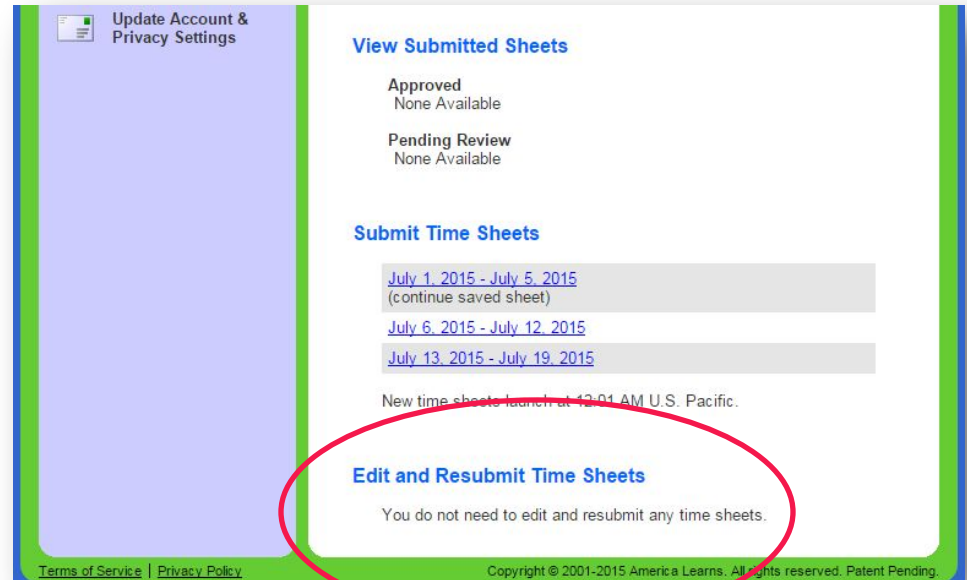 Update Account &
Privacy Settings
View Submitted Sheets
Approved
None Available
Pending Review
None Available
Submit Time Sheets
July 1, 2015 - July 5, 2015
(continue saved sheet)
July 6, 2015 - July 12, 2015
July 13, 2015 - July 19, 2015
New time sheets launch at 12:01 AM U.S. Pacific.
Edit and Resubmit Time Sheets
You do not need to edit and resubmit any time sheets.
Terms of Service | Privacy Policy
Copyright © 2001-2015 America Learns. All rights reserved. Patent Pending.